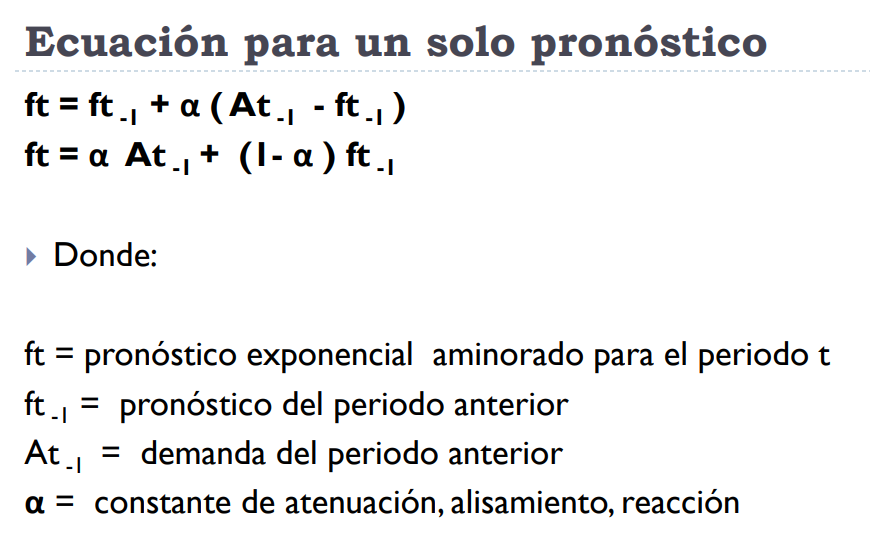 Ecuación para un solo pronóstico
ft = ft -1 + α ( At -1 - ft -1 )
ft = α At -1 + (1- α ) ft -1
Donde:
ft = pronóstico exponencial aminorado para el periodo t
ft -1 = pronóstico del periodo anterior
At -1 = demanda del periodo anterior
α = constante de atenuación, alisamiento, reacción